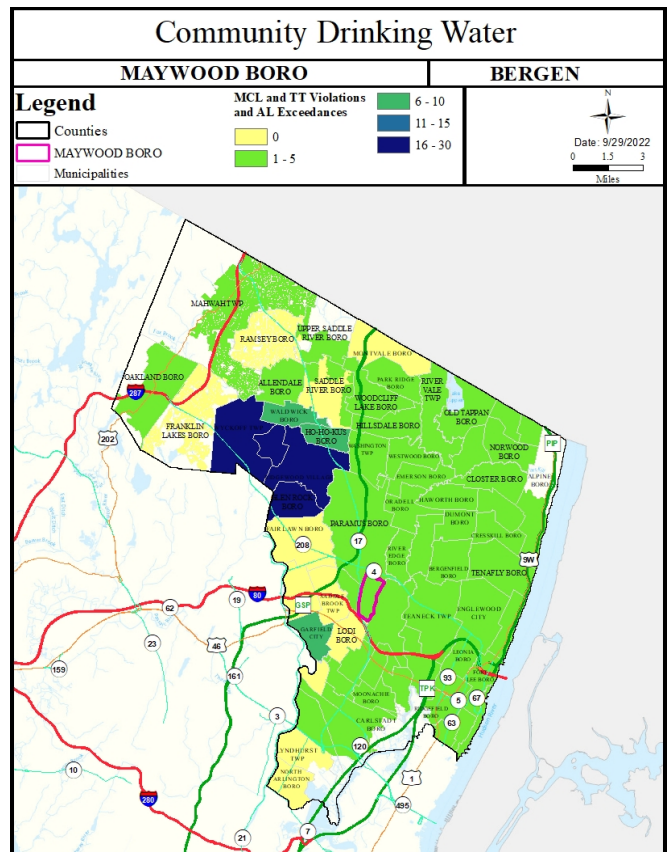 Community Drinking Water
MAYWOOD BORO
BERGEN
Legend
Counties
MAYWOOD BORO
Municipalities
MCL and TT Violations
and AL Exceedances
0
1 - 5
6 - 10
11 - 15
16 - 30
N
Date: 9/29/2022
0 1.5 3
Miles
MAHWAH TWP
RAMSEY BORO
UPPER SADDLE
RIVER BORO
MONTVALE BORO
OAKLAND BORO
287
ALLENDALE
BORO
SADDLE
RIVER BORO
PARK RIDGE
BORO
RIVER
VALE
TWP
WOODCLIFF
LAKE BORO
OLD TAPPAN
BORO
202
FRANKLIN
LAKES BORO
WALDWICK
BORO
HO-HO-KUS
BORO
HILLSDALE BORO
WASHINGTON
TWP
WESTWOOD BORO
NORWOOD
BORO
PIP
EMERSON BORO
CLOSTER BORO
ALPINE
BORO
GLEN ROCK
BORO
ORADELL
BORO
HAWORTH BORO
DUMONT
BORO
PARAMUS BORO
FAIR LAWN BORO
CRESSKILL BORO
208
17
RIVER
EDGE
BORO
4
BERGENFIELD
BORO
TENAFLY BORO
9W
80
19
62
GSP
BROOK
TWP
ENGLEWOOD
CITY
TEANECK TWP
GARFIELD
CITY
LODI
BORO
23
46
159
161
LEONIA
BORO
FORT
LEE BORO
93
TPK
5
67
63
MOONACHIE
BORO
3
CARLSTADT
BORO
RIDGEFIELD
BORO
120
LYNDHURST
TWP
NORTH
ARLINGTON
BORO
10
280
1
495
21
7